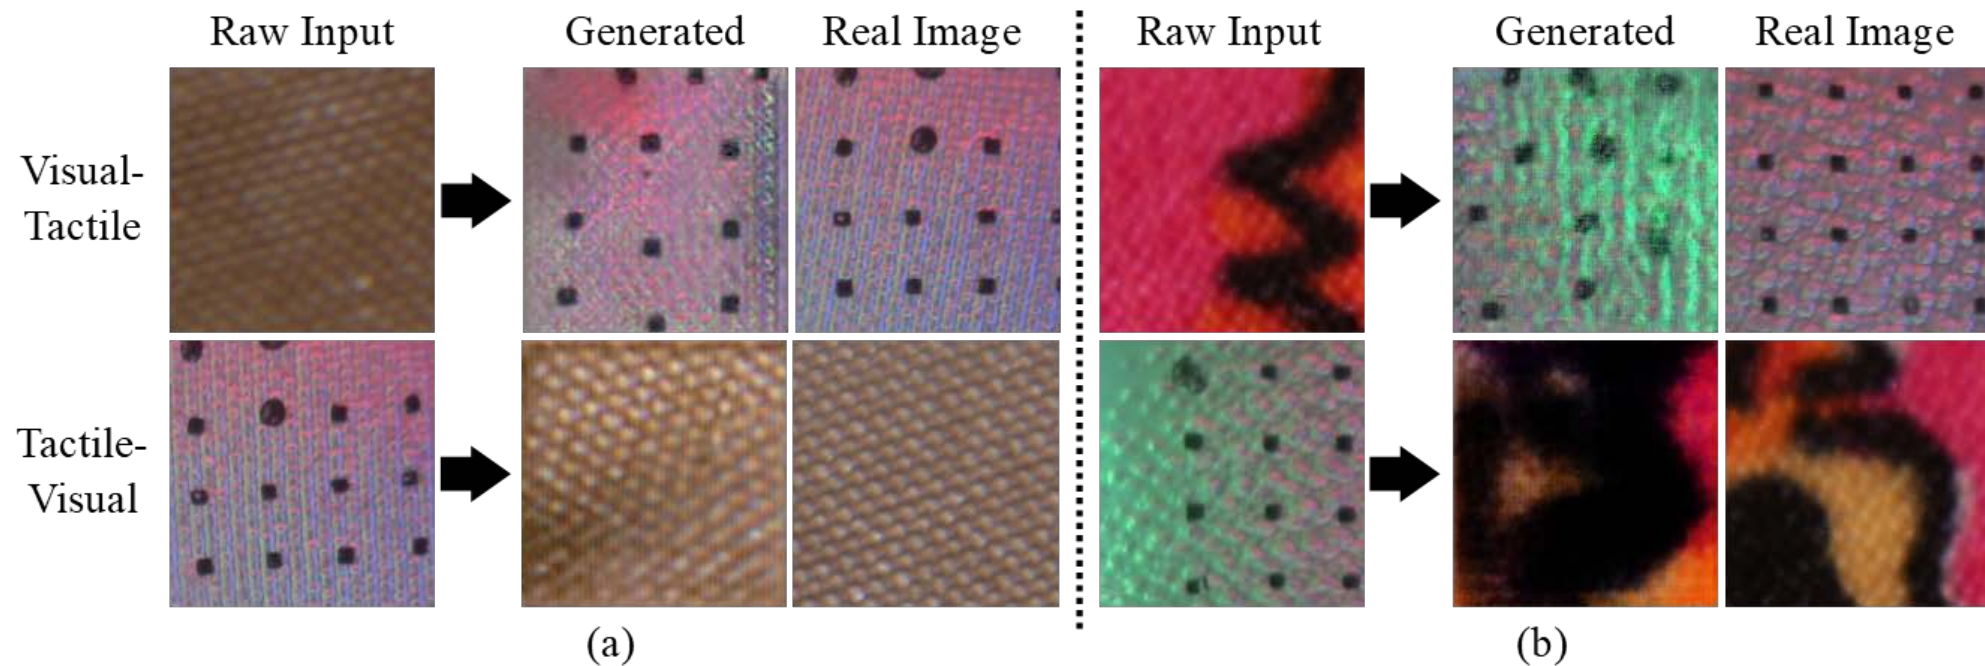 Raw Input Generated Real Image Raw Input Generated Real Image
Visual-
Tactile
Tactile-
Visual
(a) (b)